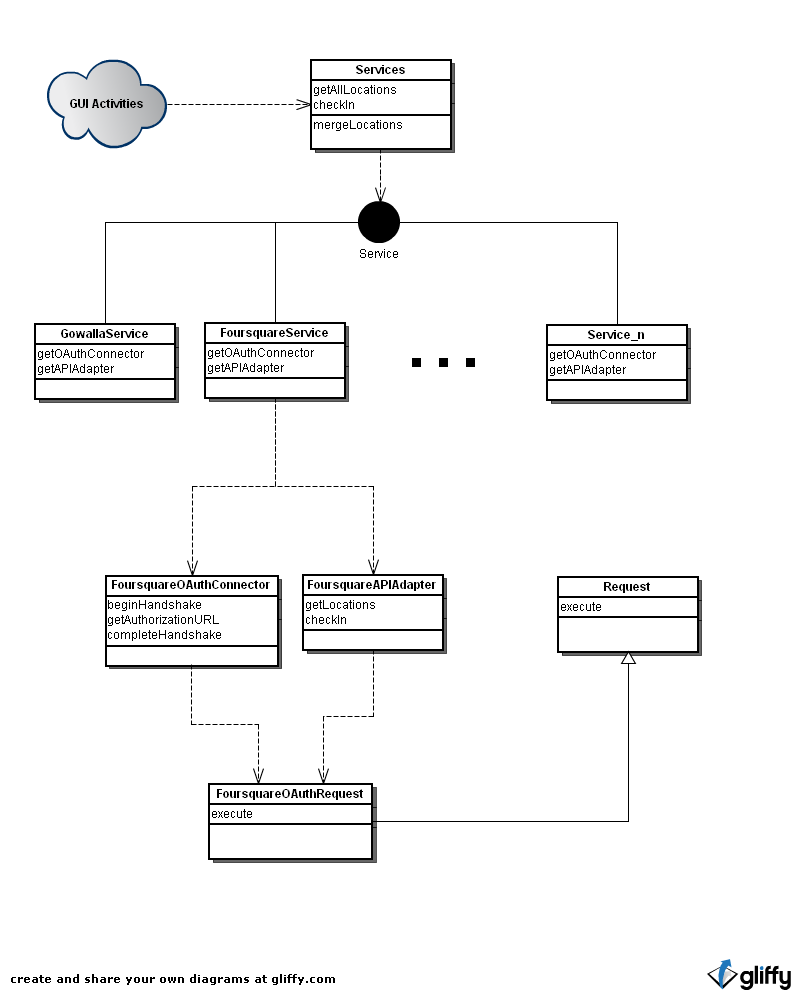 Services
getAllLocations
GUI Activities
checkIn
mergeLocations
Service
GowallaService
getOAuthConnector
getAPIAdapter
FoursquareService
getOAuthConnector
getAPIAdapter
Service_n
getOAuthConnector
getAPIAdapter
FoursquareOAuthConnector
beginHandshake
getAuthorizationURL
completeHandshake
FoursquareAPIAdapter
getLocations
checkIn
Request
execute
FoursquareOAuthRequest
execute
create and share your own diagrams at gliffy.com
gliffy